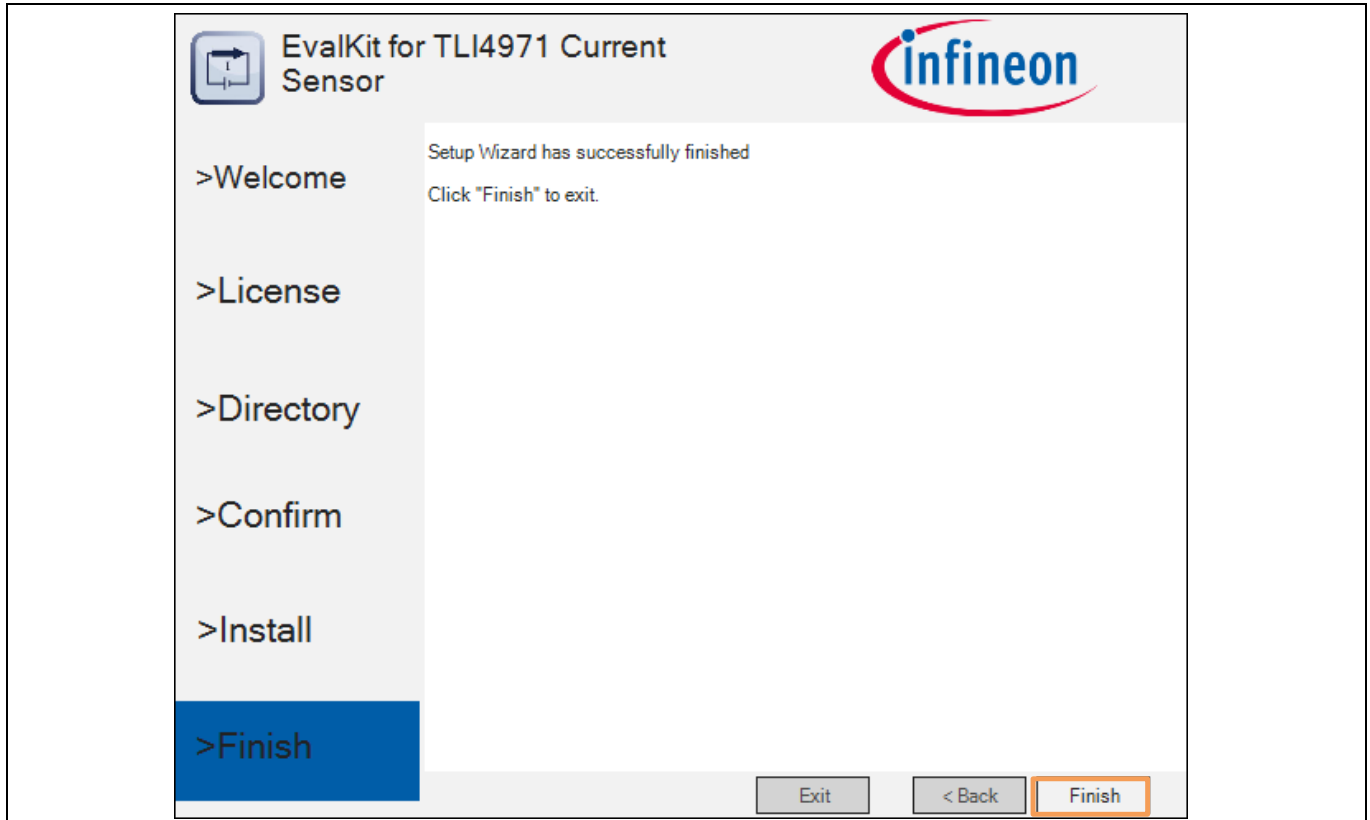 EvalKit for TLI4971 Current
Sensor
infineon
>Welcome
Setup Wizard has successfully finished
Click "Finish" to exit.
>License
>Directory
>Confirm
>Install
>Finish
Exit
< Back
Finish